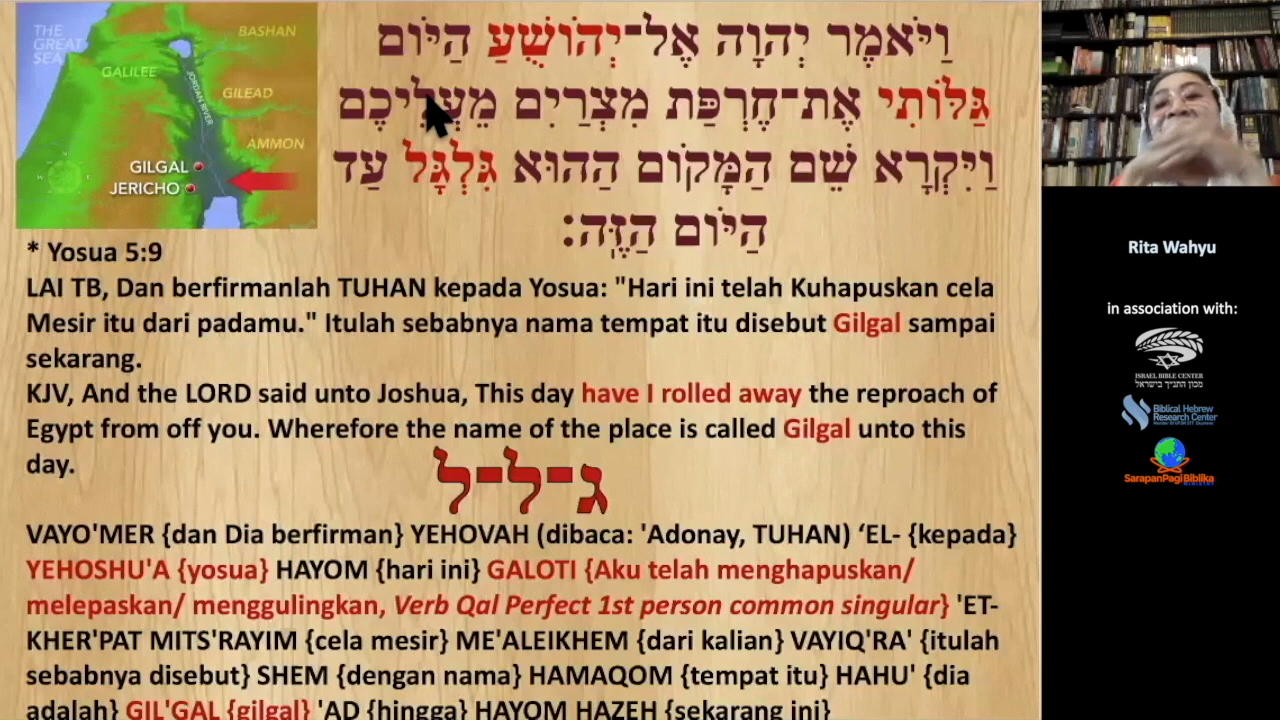 THE
GREAT
SEA
BASHAN
GALILEE
JORDAN RIVER
GILEAD
AMMON
GILGAL
JERICHO
וַיֹּאמֶר יְהוָה אֶל־יְהוֹשֻׁעַ הַיּוֹם
גַּלּוֹתִי אֶת־חֶרְפַּת מִצְרַיִם מֵעֲלֵיכֶם
וַיִּקְרָא שֵׁם הַמָּקוֹם הַהוּא גִּלְגָּל עַד
הַיּוֹם הַזֶּה׃
* Yosua 5:9
LAI TB, Dan berfirmanlah TUHAN kepada Yosua: "Hari ini telah Kuhapuskan cela
Mesir itu dari padamu." Itulah sebabnya nama tempat itu disebut Gilgal sampai
sekarang.
KJV, And the LORD said unto Joshua, This day have I rolled away the reproach of
Egypt from off you. Wherefore the name of the place is called Gilgal unto this
day.
ג־ל־ל
VAYO'MER {dan Dia berfirman} YEHOVAH (dibaca: 'Adonay, TUHAN) ‘EL- {kepada}
YEHOSHU'A {yosua} HAYOM {hari ini} GALOTI {Aku telah menghapuskan/
melepaskan/ menggulingkan, Verb Qal Perfect 1st person common singular} 'ET-
KHER'PAT MITS'RAYIM {cela mesir} ME'ALEIKHEM {dari kalian} VAYIQ'RA' {itulah
sebabnya disebut} SHEM {dengan nama} HAMAQOM {tempat itu} HAHU' {dia
adalah} GIL'GAL {gilgal} 'AD {hingga} HAYOM HAZEH {sekarang ini}
Rita Wahyu
in association with:
ISRAEL BIBLE CENTER
מכון התנ״ך בישראל
Biblical Hebrew
Research Center
SarapanPagi Biblika
MINISTRY